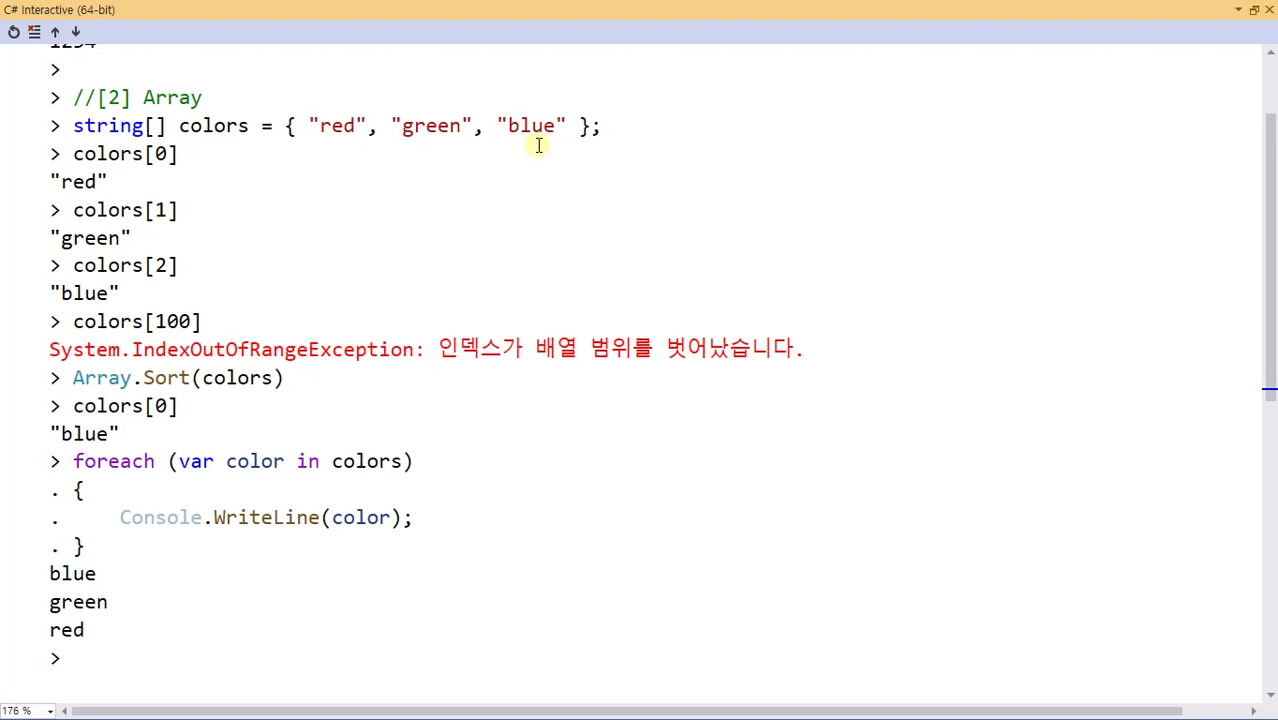 C# Interactive (64-bit)
1234
>
> //[2] Array
> string[] colors = { "red", "green", "blue" };
> colors[0]
"red"
> colors[1]
"green"
> colors[2]
"blue"
> colors[100]
System.IndexOutOfRangeException: 인덱스가 배열 범위를 벗어났습니다.
> Array.Sort(colors)
> colors[0]
"blue"
> foreach (var color in colors)
. {
.     Console.WriteLine(color);
. }
blue
green
red
>
176 %